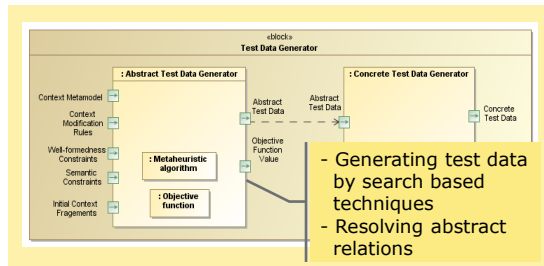 «block»
Test Data Generator
: Abstract Test Data Generator
Context Metamodel
Context
Modification
Rules
Well-formedness
Constraints
Semantic
Constraints
Initial Context
Fragements
: Metaheuristic
algorithm
: Objective
function
Abstract
Test Data
Objective
Function
Value
: Concrete Test Data Generator
Abstract
Test Data
Concrete
Test Data
- Generating test data
by search based
techniques
- Resolving abstract
relations